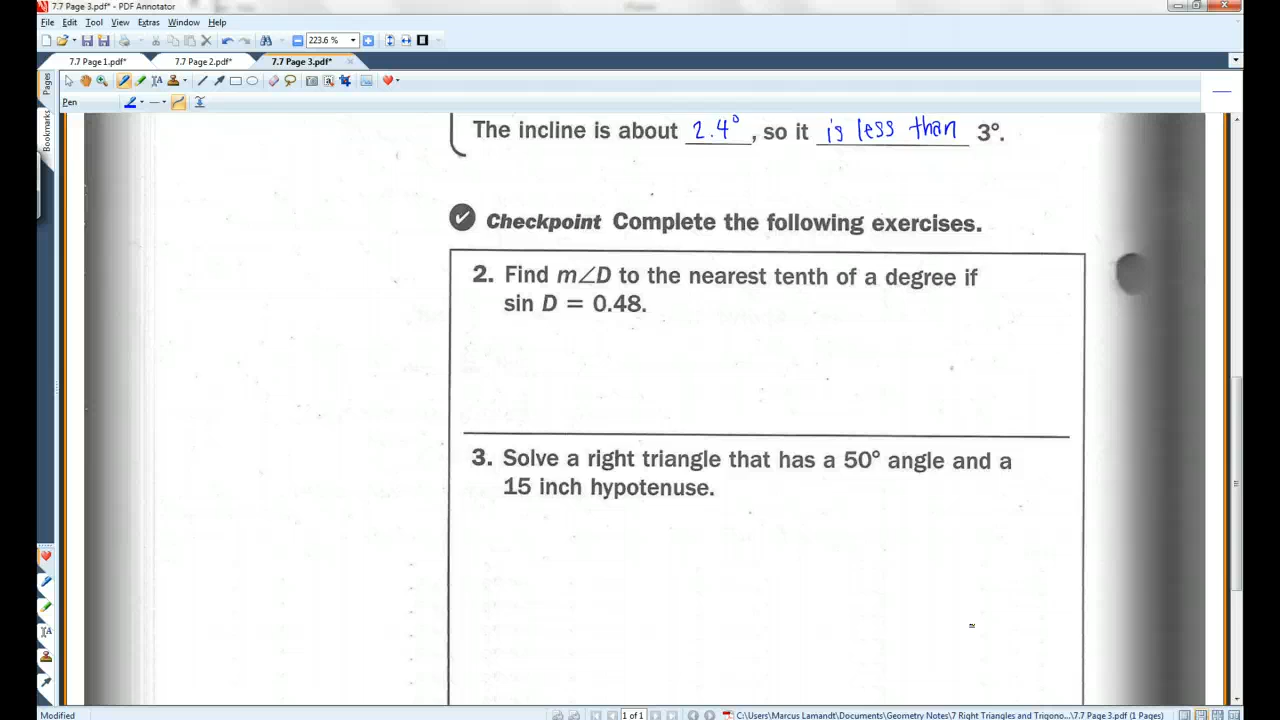 7.7 Page 3.pdf* - PDF Annotator
File Edit Tool View Extras Window Help
223.6 %
7.7 Page 1.pdf* 7.7 Page 2.pdf* 7.7 Page 3.pdf*
Pages
Bookmarks
Pen
The incline is about 2.4°, so it is less than 3°.
Checkpoint Complete the following exercises.
2. Find m∠D to the nearest tenth of a degree if
sin D = 0.48.
3. Solve a right triangle that has a 50° angle and a
15 inch hypotenuse.
Modified 1 of 1 C:\Users\Marcus Lamandt\Documents\Geometry Notes\7 Right Triangles and Trigono...\7.7 Page 3.pdf (1 Pages)